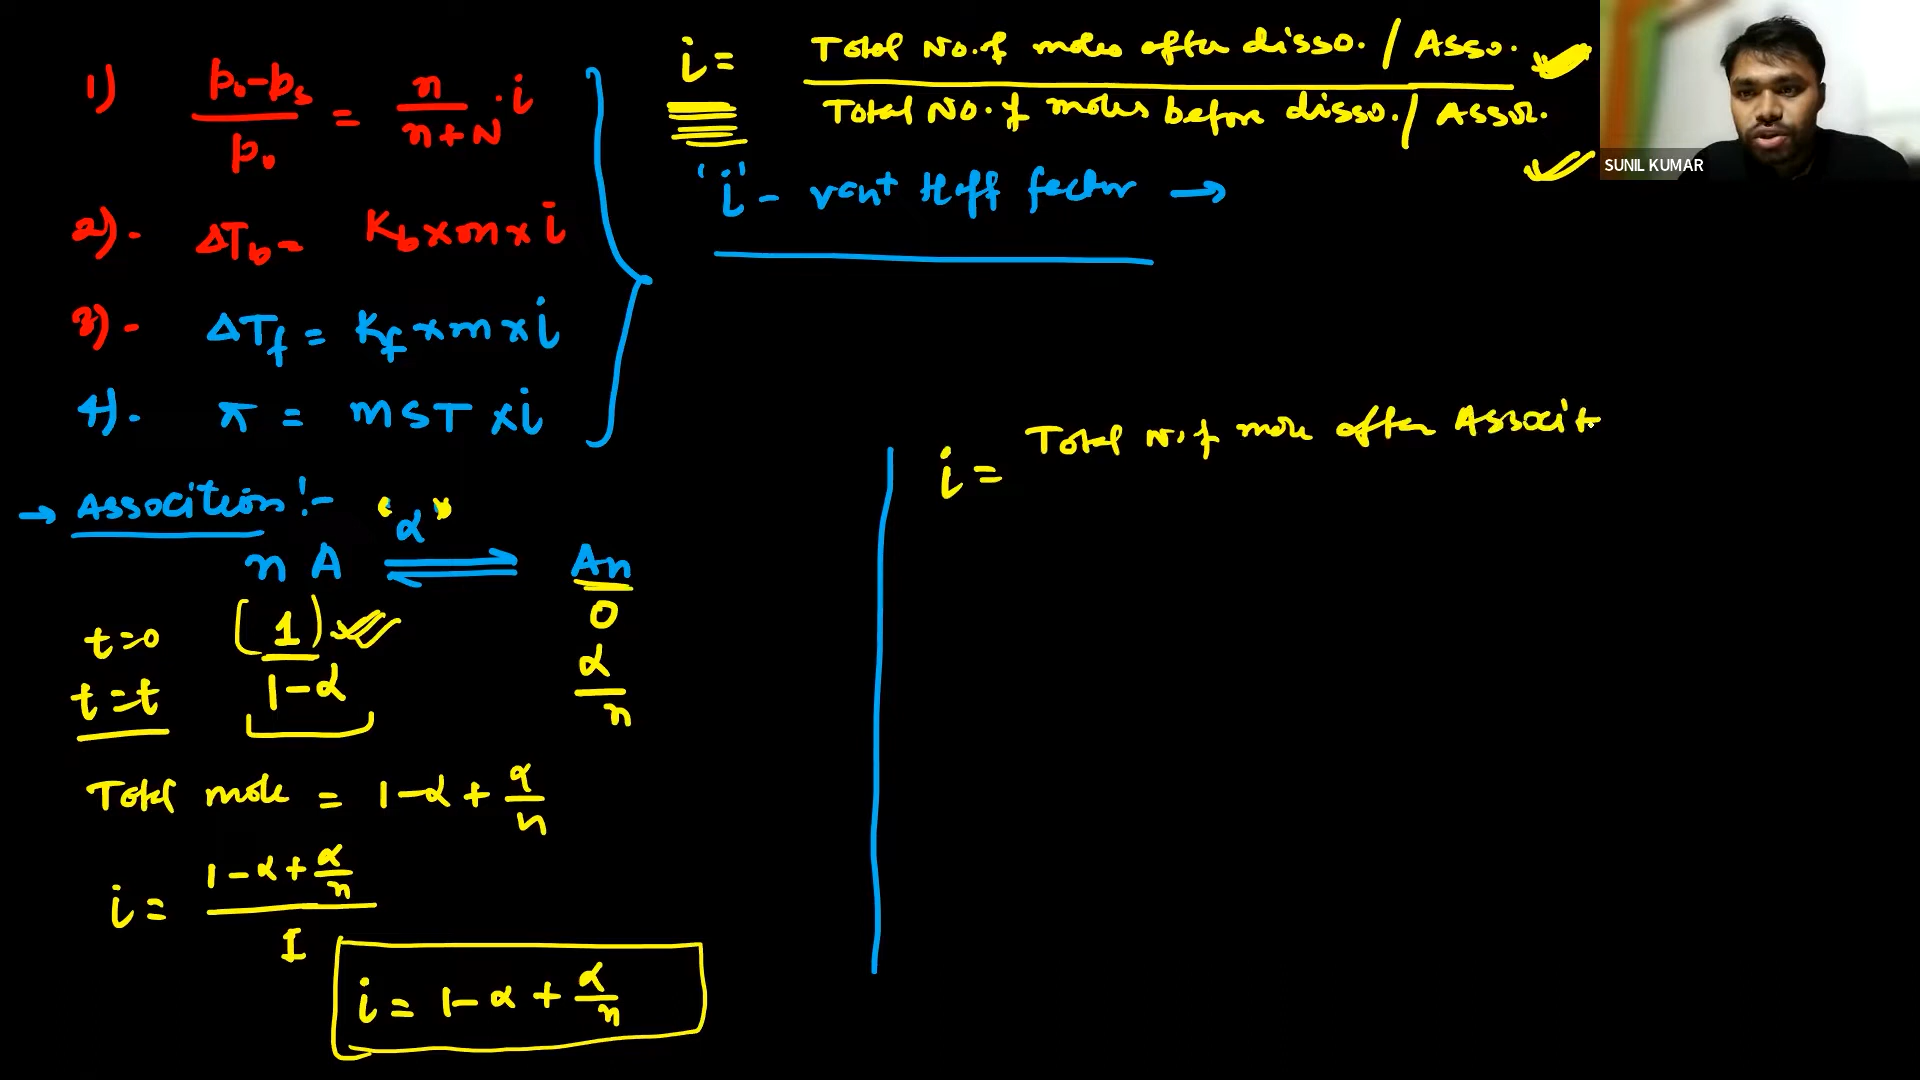 1) p₀-pₛ / p₀ = n / n+N · i
2)- ΔT_b = K_b × m × i
3)- ΔT_f = K_f × m × i
4)- π = MST × i
i = Total No. of moles after disso. / Asso.
Total No. of moles before disso. / Asso.
'i' - van't Hoff factor →
SUNIL KUMAR
→ Association :-
"α"
n A ⇌ An
t=0 (1) 0
t=t 1-α α/n
Total mole = 1-α + α/n
i = 1-α+α/n / 1
i = 1-α + α/n
i = Total No. of mole after Associt